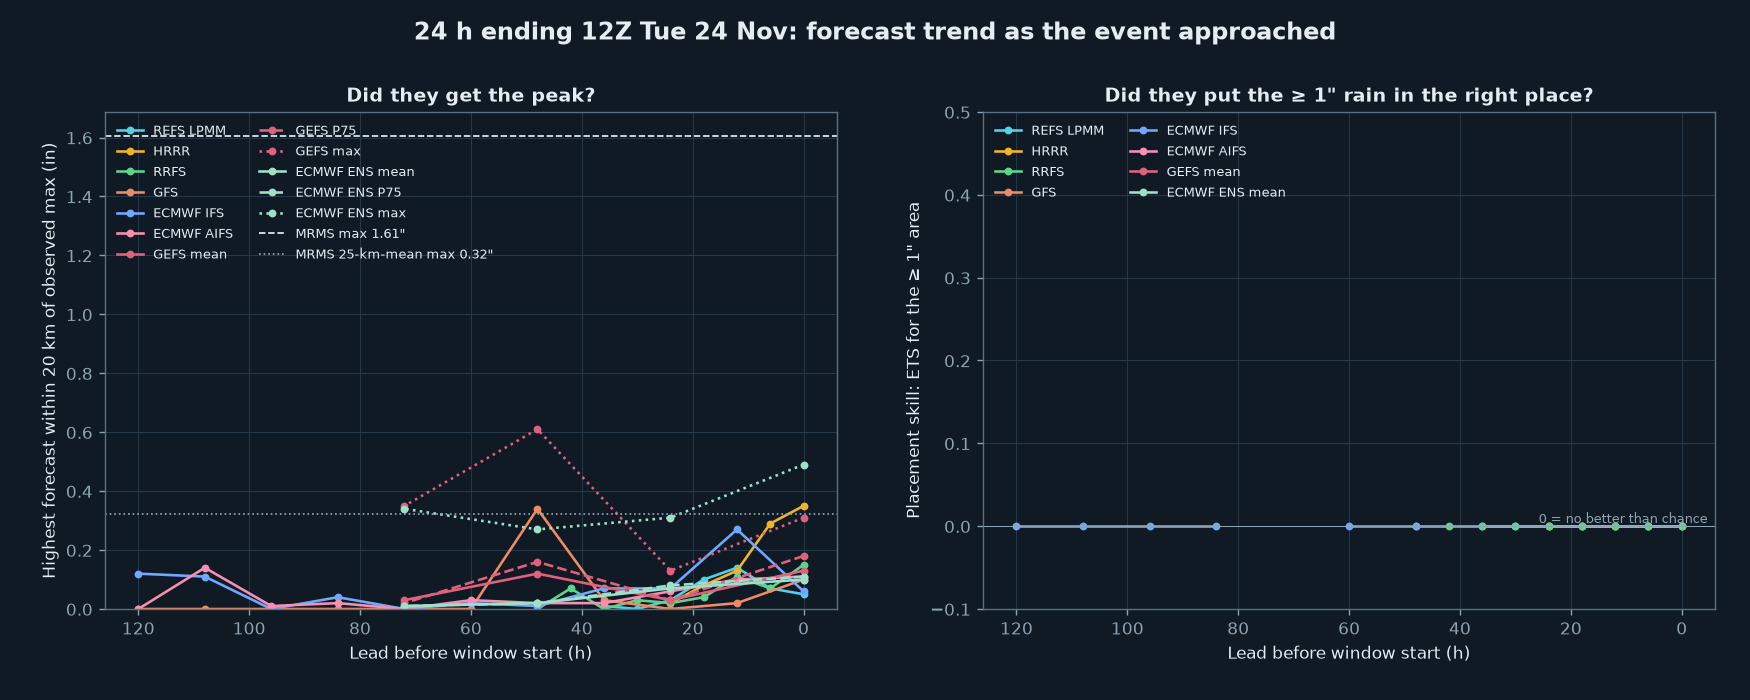 24 h ending 12Z Tue 24 Nov: forecast trend as the event approached
Did they get the peak?
Highest forecast within 20 km of observed max (in)
1.6
1.4
1.2
1.0
0.8
0.6
0.4
0.2
0.0
REFS LPMM
HRRR
RRFS
GFS
ECMWF IFS
ECMWF AIFS
GEFS mean
GEFS P75
GEFS max
ECMWF ENS mean
ECMWF ENS P75
ECMWF ENS max
MRMS max 1.61"
MRMS 25-km-mean max 0.32"
120 100 80 60 40 20 0
Lead before window start (h)
Did they put the ≥ 1" rain in the right place?
Placement skill: ETS for the ≥ 1" area
0.5
0.4
0.3
0.2
0.1
0.0
−0.1
REFS LPMM
HRRR
RRFS
GFS
ECMWF IFS
ECMWF AIFS
GEFS mean
ECMWF ENS mean
0 = no better than chance
120 100 80 60 40 20 0
Lead before window start (h)